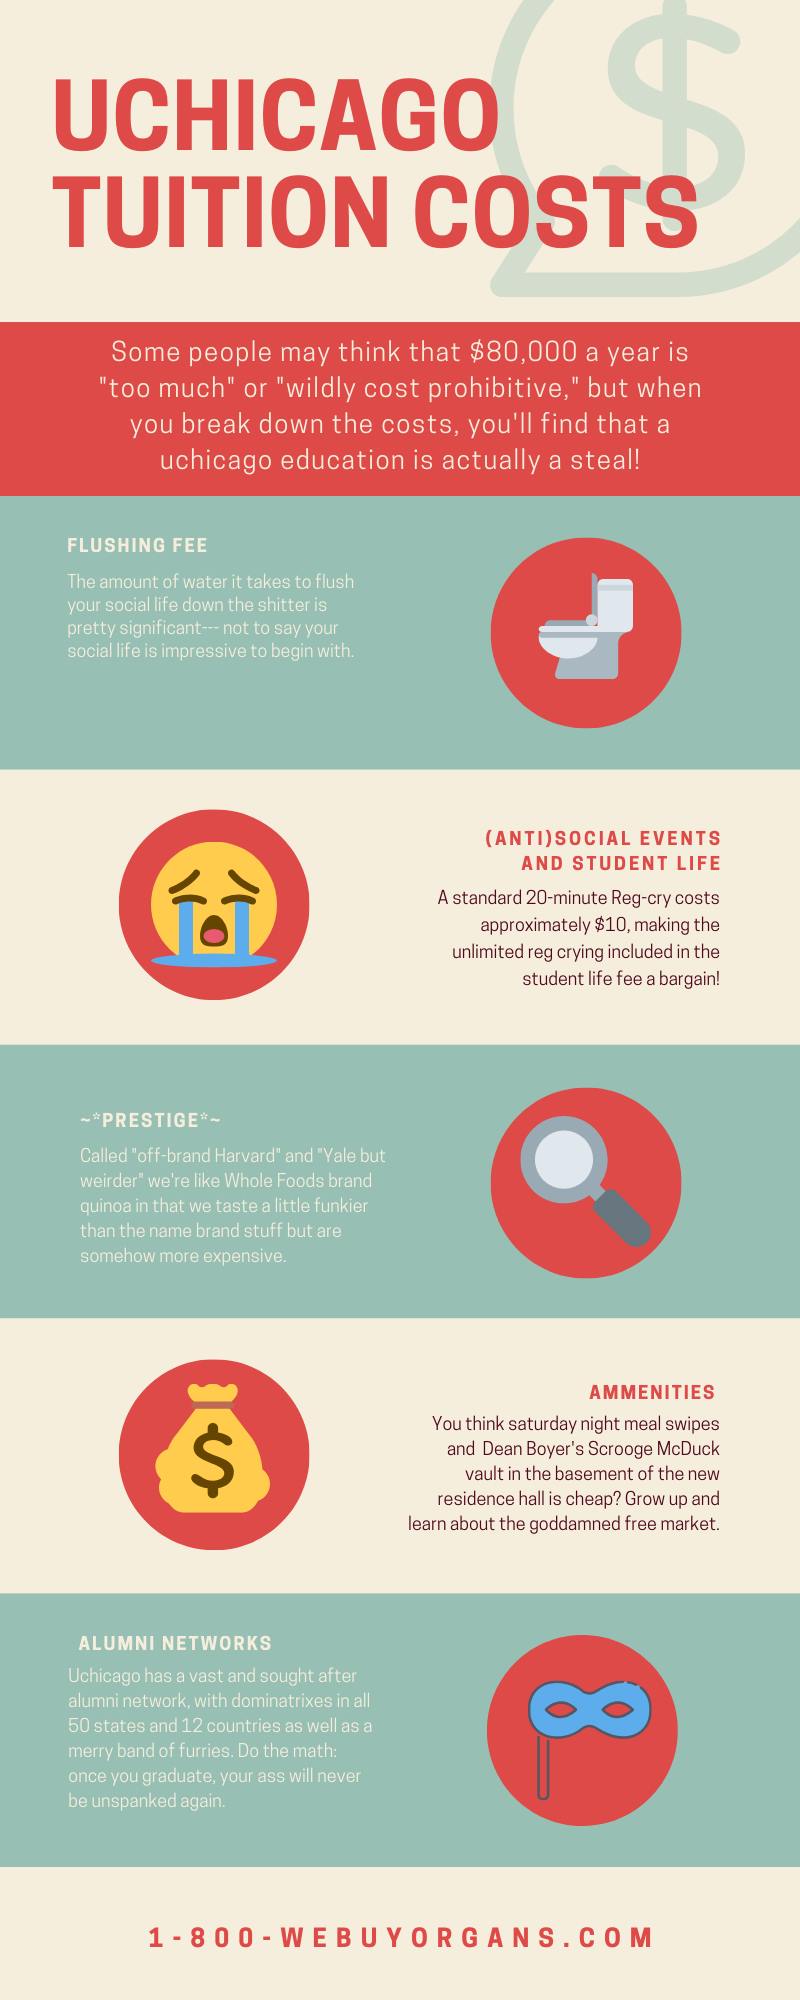 UCHICAGO
TUITION COSTS
Some people may think that $80,000 a year is
"too much" or "wildly cost prohibitive," but when
you break down the costs, you'll find that a
uchicago education is actually a steal!
FLUSHING FEE
The amount of water it takes to flush
your social life down the shitter is
pretty significant--- not to say your
social life is impressive to begin with.
(ANTI)SOCIAL EVENTS
AND STUDENT LIFE
A standard 20-minute Reg-cry costs
approximately $10, making the
unlimited reg crying included in the
student life fee a bargain!
~*PRESTIGE*~
Called "off-brand Harvard" and "Yale but
weirder" we're like Whole Foods brand
quinoa in that we taste a little funkier
than the name brand stuff but are
somehow more expensive.
AMMENITIES
You think saturday night meal swipes
and Dean Boyer's Scrooge McDuck
vault in the basement of the new
residence hall is cheap? Grow up and
learn about the goddamned free market.
ALUMNI NETWORKS
Uchicago has a vast and sought after
alumni network, with dominatrixes in all
50 states and 12 countries as well as a
merry band of furries. Do the math:
once you graduate, your ass will never
be unspanked again.
1-800-WEBUYORGANS.COM